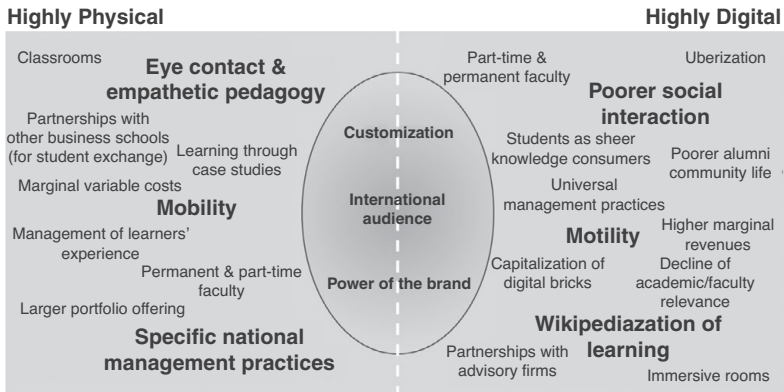 Highly Physical
Highly Digital
Classrooms
Eye contact &
empathetic pedagogy
Partnerships with
other business schools
(for student exchange)
Learning through
case studies
Marginal variable costs
Mobility
Management of learners'
experience
Permanent & part-time
faculty
Larger portfolio offering
Specific national
management practices
Customization
International
audience
Power of the brand
Part-time &
permanent faculty
Uberization
Poorer social
interaction
Students as sheer
knowledge consumers
Poorer alumni
community life
Universal
management practices
Motility
Higher marginal
revenues
Capitalization of
digital bricks
Decline of
academic/faculty
relevance
Wikipediazation of
learning
Partnerships with
advisory firms
Immersive rooms